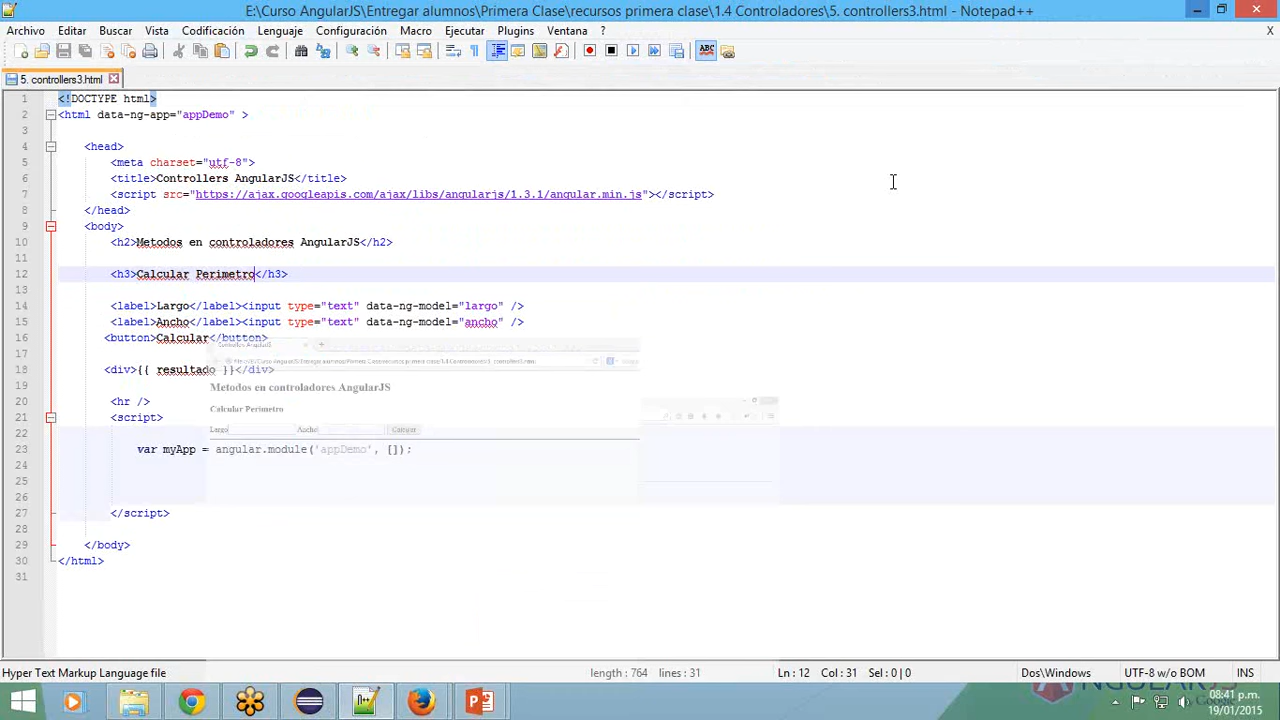 E:\Curso AngularJS\Entregar alumnos\Primera Clase\recursos primera clase\1.4 Controladores\5. controllers3.html - Notepad++
Archivo Editar Buscar Vista Codificación Lenguaje Configuración Macro Ejecutar Plugins Ventana ? X
ABC
5. controllers3.html
1 <!DOCTYPE html>
2 <html data-ng-app="appDemo" >
3
4 <head>
5 <meta charset="utf-8">
6 <title>Controllers AngularJS</title>
7 <script src="https://ajax.googleapis.com/ajax/libs/angularjs/1.3.1/angular.min.js"></script>
8 </head>
9 <body>
10 <h2>Metodos en controladores AngularJS</h2>
11
12 <h3>Calcular Perimetro</h3>
13
14 <label>Largo</label><input type="text" data-ng-model="largo" />
15 <label>Ancho</label><input type="text" data-ng-model="ancho" />
16 <button>Calcular</button>
17
18 <div>{{ resultado }}</div>
19
20 <hr />
21 <script>
22
23 var myApp = angular.module('appDemo', []);
24
25
26
27 </script>
28
29 </body>
30 </html>
31
Controllers AngularJS
Metodos en controladores AngularJS
Calcular Perimetro
Largo Ancho Calcular
Hyper Text Markup Language file length : 764 lines : 31 Ln : 12 Col : 31 Sel : 0 | 0 Dos\Windows UTF-8 w/o BOM INS
08:41 p.m.
19/01/2015